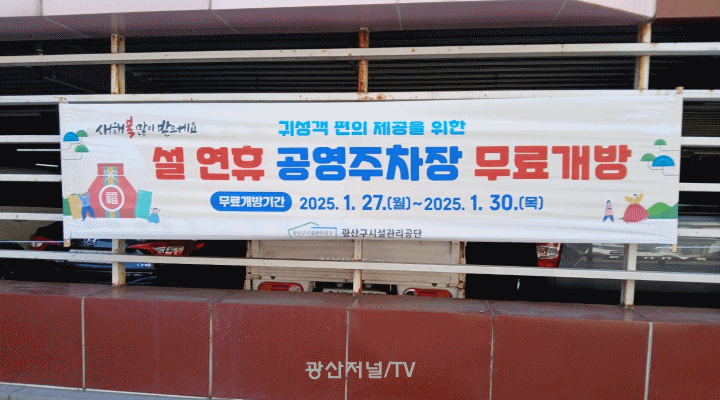 새해 복 많이 받으세요
귀성객 편의 제공을 위한
설 연휴 공영주차장 무료개방
福
무료개방기간 2025. 1. 27.(월)~2025. 1. 30.(목)
광산구시설관리공단 광산구시설관리공단
광산저널/TV